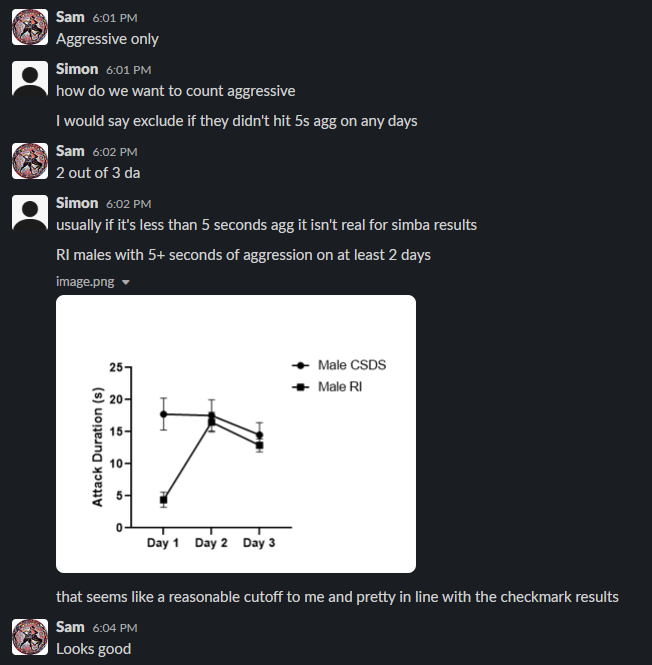 Sam 6:01 PM
Aggressive only
Simon 6:01 PM
how do we want to count aggressive
I would say exclude if they didn't hit 5s agg on any days
Sam 6:02 PM
2 out of 3 da
Simon 6:02 PM
usually if it's less than 5 seconds agg it isn't real for simba results
RI males with 5+ seconds of aggression on at least 2 days
image.png
Attack Duration (s)
25
20
15
10
5
0
Day 1 Day 2 Day 3
Male CSDS
Male RI
that seems like a reasonable cutoff to me and pretty in line with the checkmark results
Sam 6:04 PM
Looks good